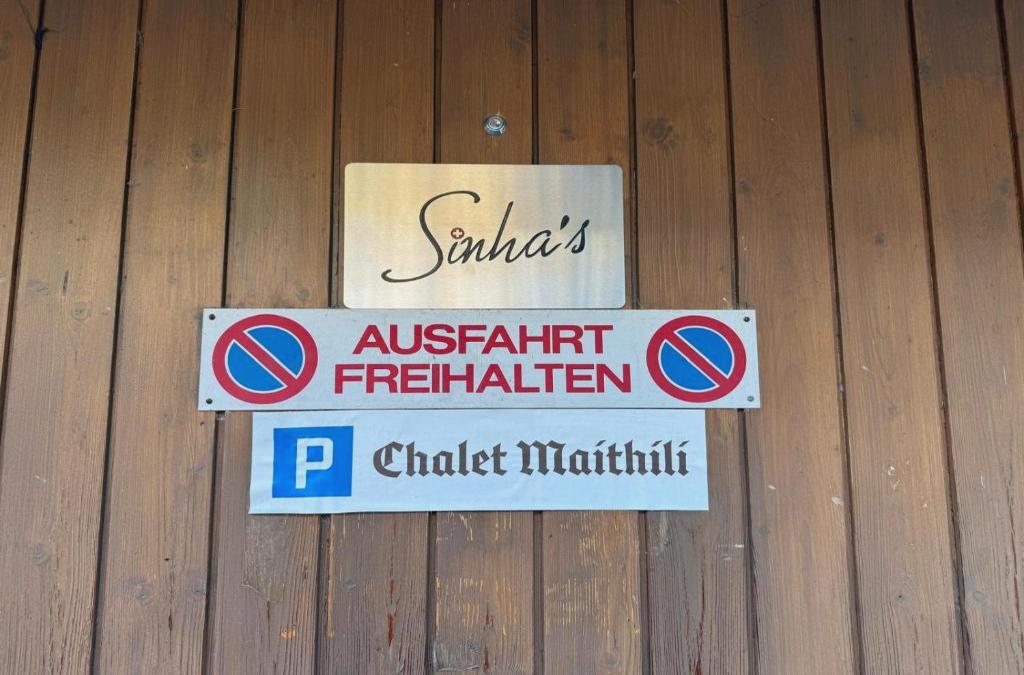 Sinha's
AUSFAHRT
FREIHALTEN
P Chalet Maithili